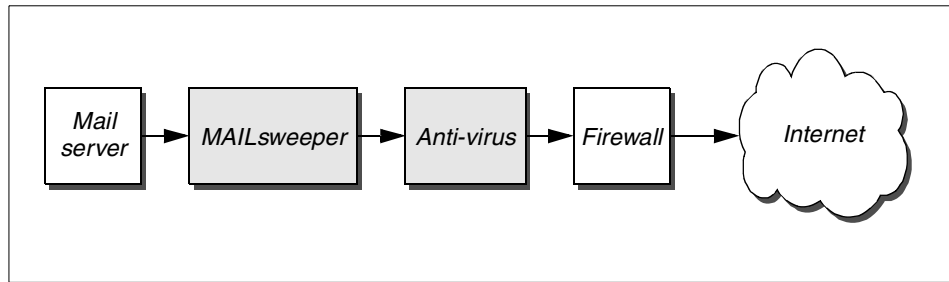 Mail
server
MAILsweeper
Anti-virus
Firewall
Internet